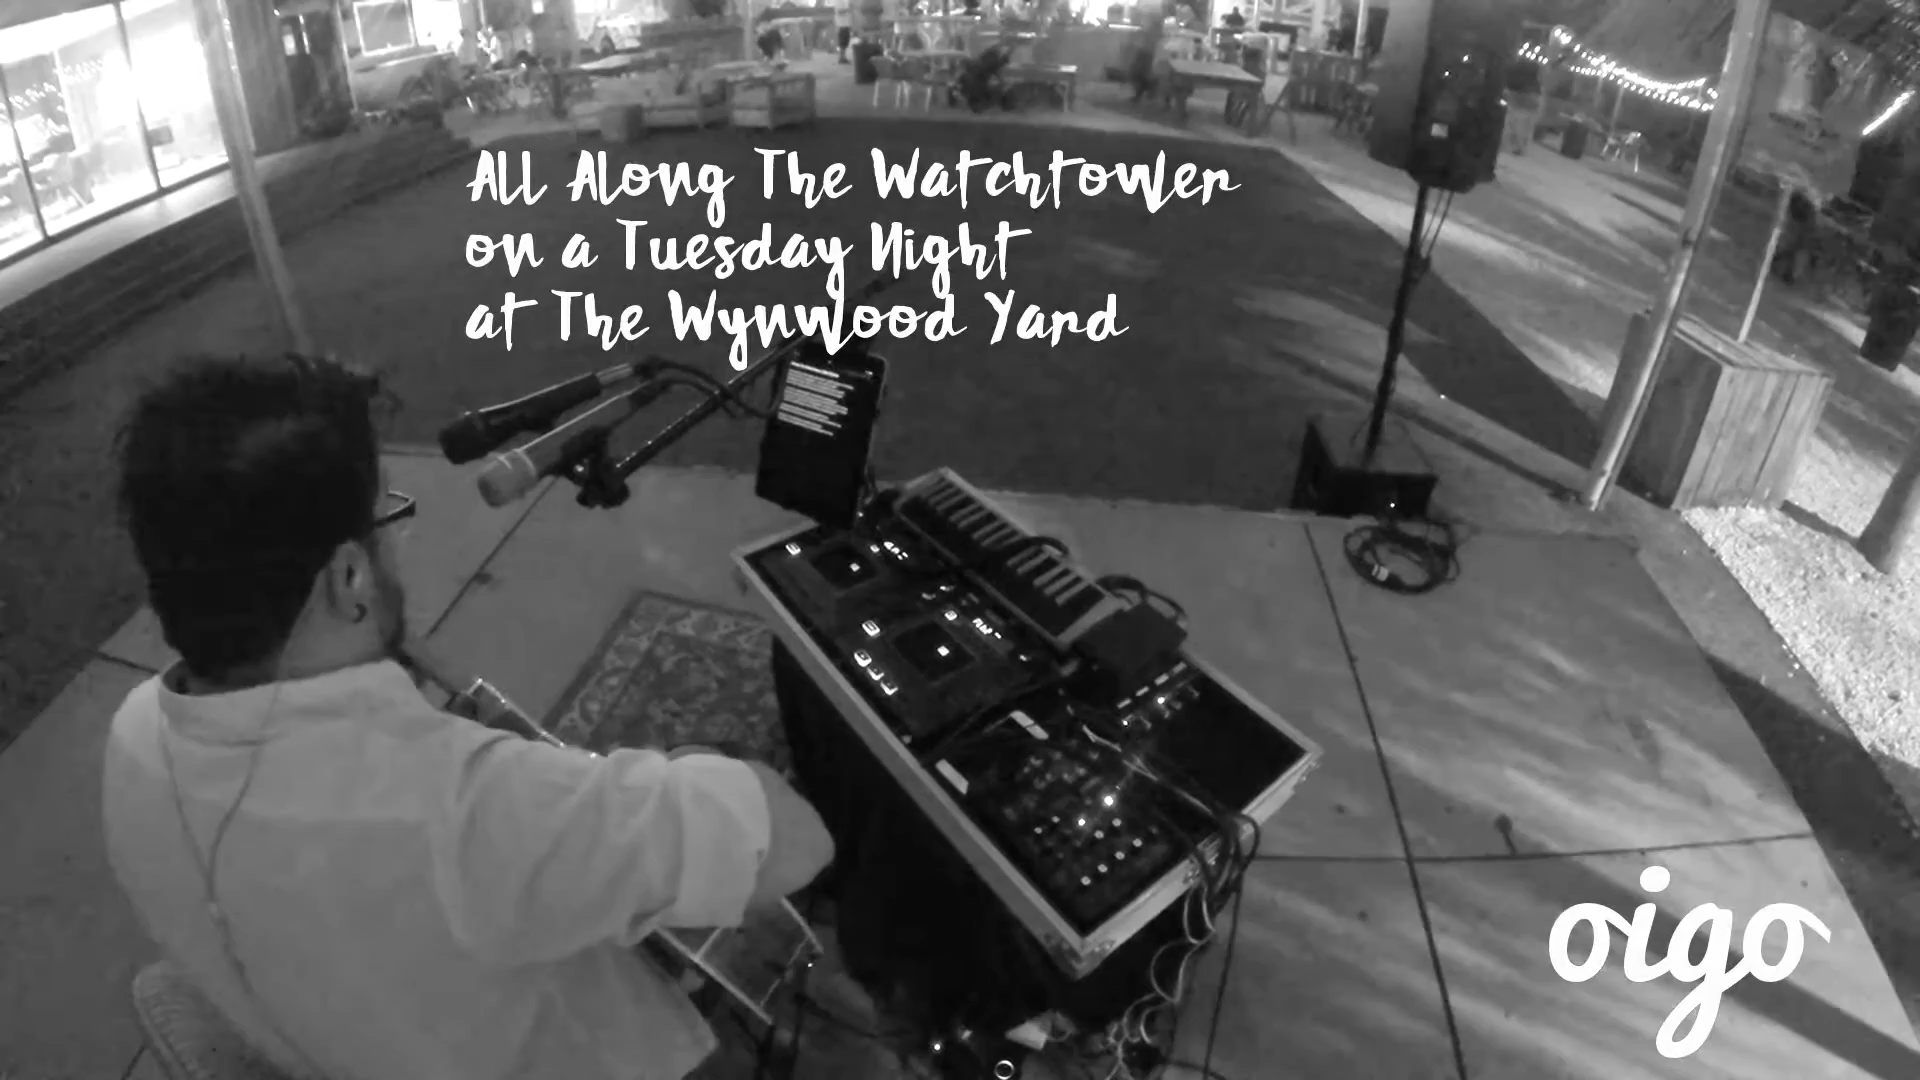 All Along The Watchtower
on a Tuesday Night
at The Wynwood Yard
oigo